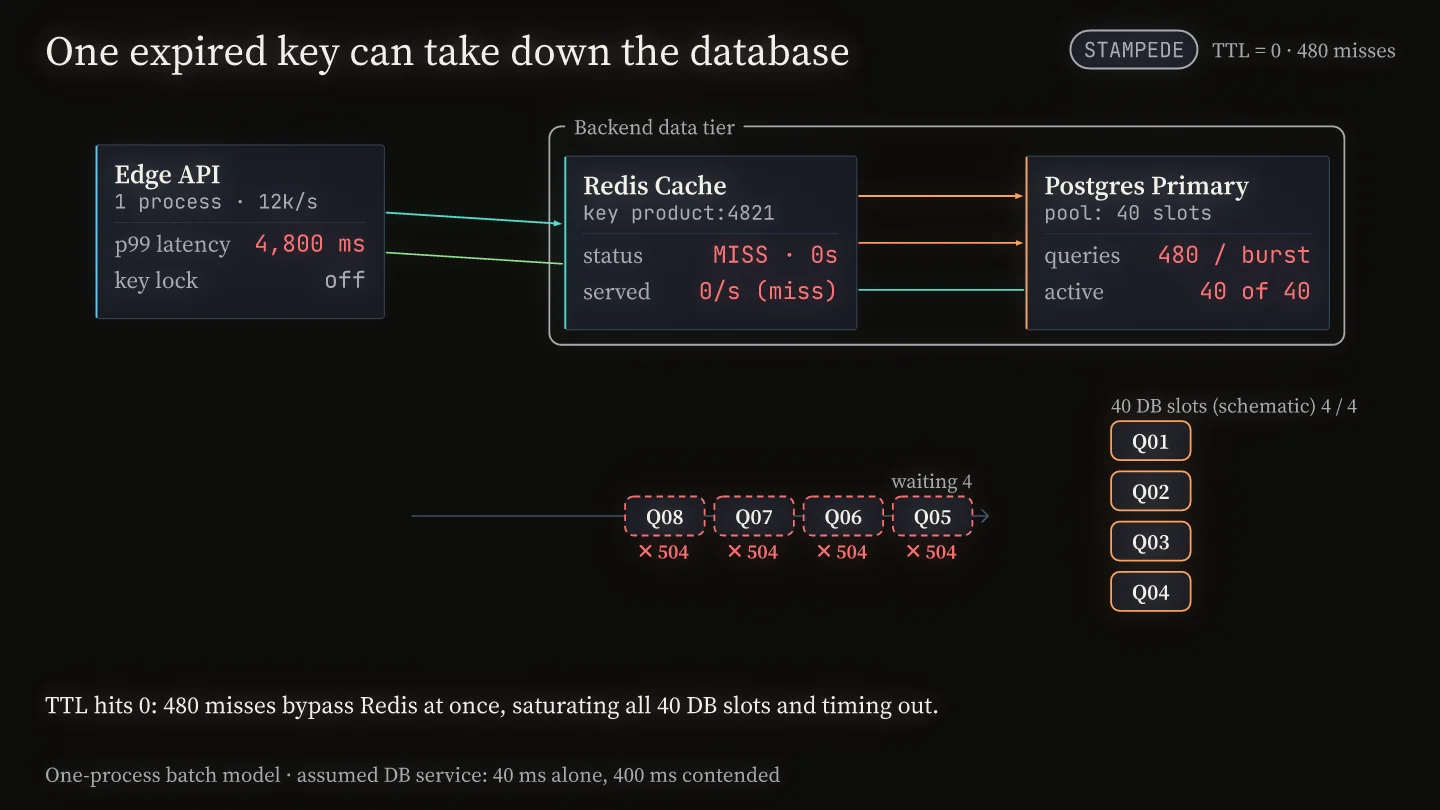 One expired key can take down the database
STAMPEDE
TTL = 0 · 480 misses
Backend data tier
Edge API
1 process · 12k/s
p99 latency 4,800 ms
key lock off
Redis Cache
key product:4821
status MISS · 0s
served 0/s (miss)
Postgres Primary
pool: 40 slots
queries 480 / burst
active 40 of 40
40 DB slots (schematic) 4 / 4
Q01
Q02
Q03
Q04
waiting 4
Q08 Q07 Q06 Q05
✕ 504 ✕ 504 ✕ 504 ✕ 504
TTL hits 0: 480 misses bypass Redis at once, saturating all 40 DB slots and timing out.
One-process batch model · assumed DB service: 40 ms alone, 400 ms contended